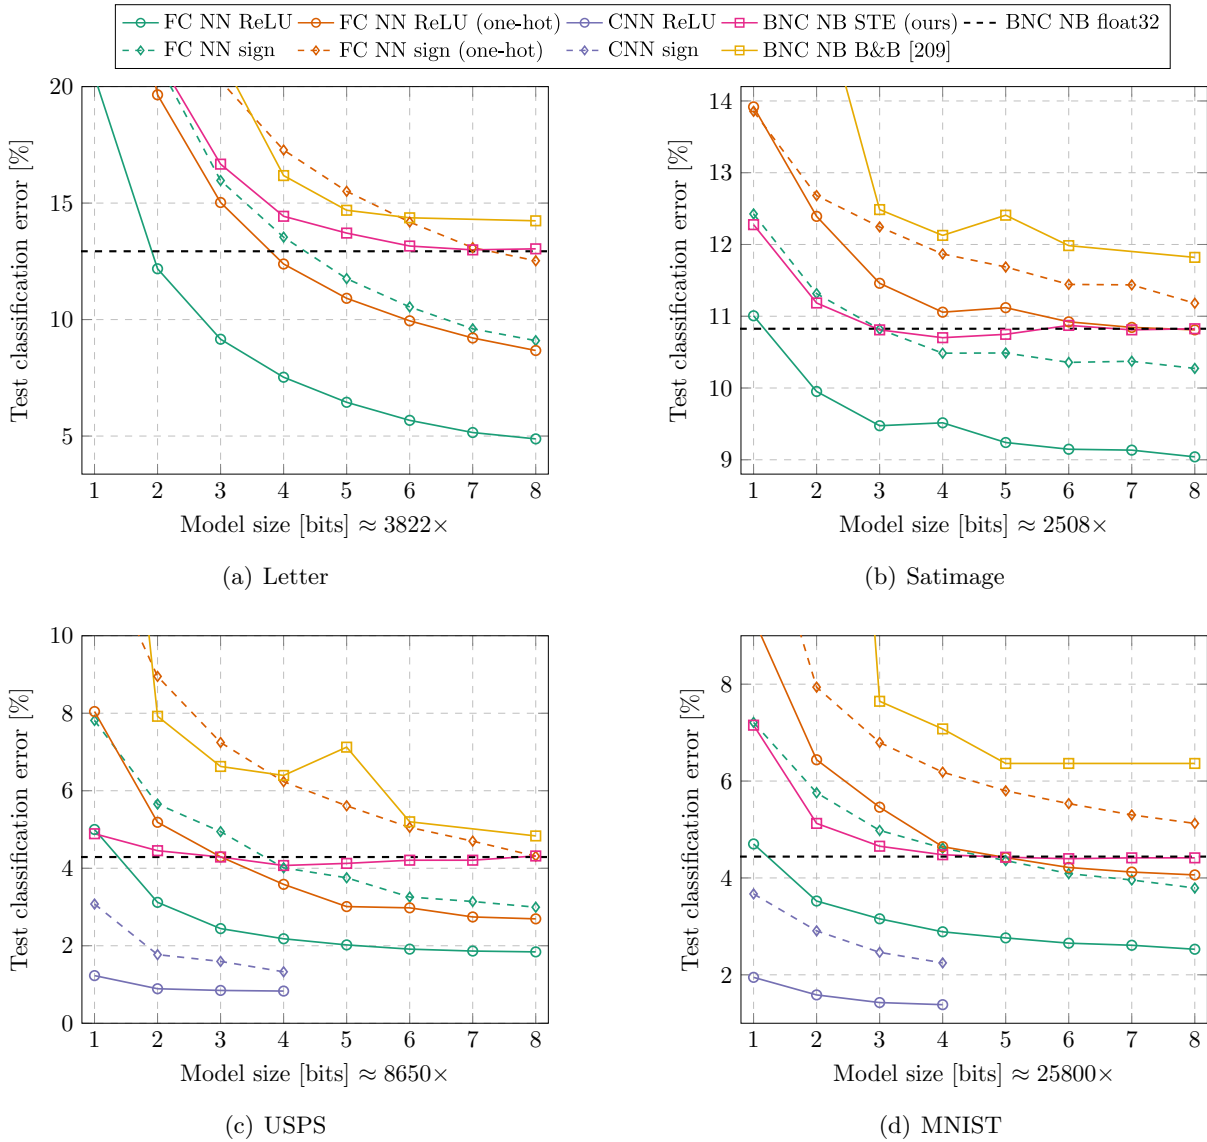 FC NN ReLU FC NN ReLU (one-hot) CNN ReLU BNC NB STE (ours) BNC NB float32
FC NN sign FC NN sign (one-hot) CNN sign BNC NB B&B [209]
20
15
10
5
Test classification error [%]
1 2 3 4 5 6 7 8
Model size [bits] ≈ 3822×
(a) Letter
14
13
12
11
10
9
Test classification error [%]
1 2 3 4 5 6 7 8
Model size [bits] ≈ 2508×
(b) Satimage
10
8
6
4
2
0
Test classification error [%]
1 2 3 4 5 6 7 8
Model size [bits] ≈ 8650×
(c) USPS
8
6
4
2
Test classification error [%]
1 2 3 4 5 6 7 8
Model size [bits] ≈ 25800×
(d) MNIST